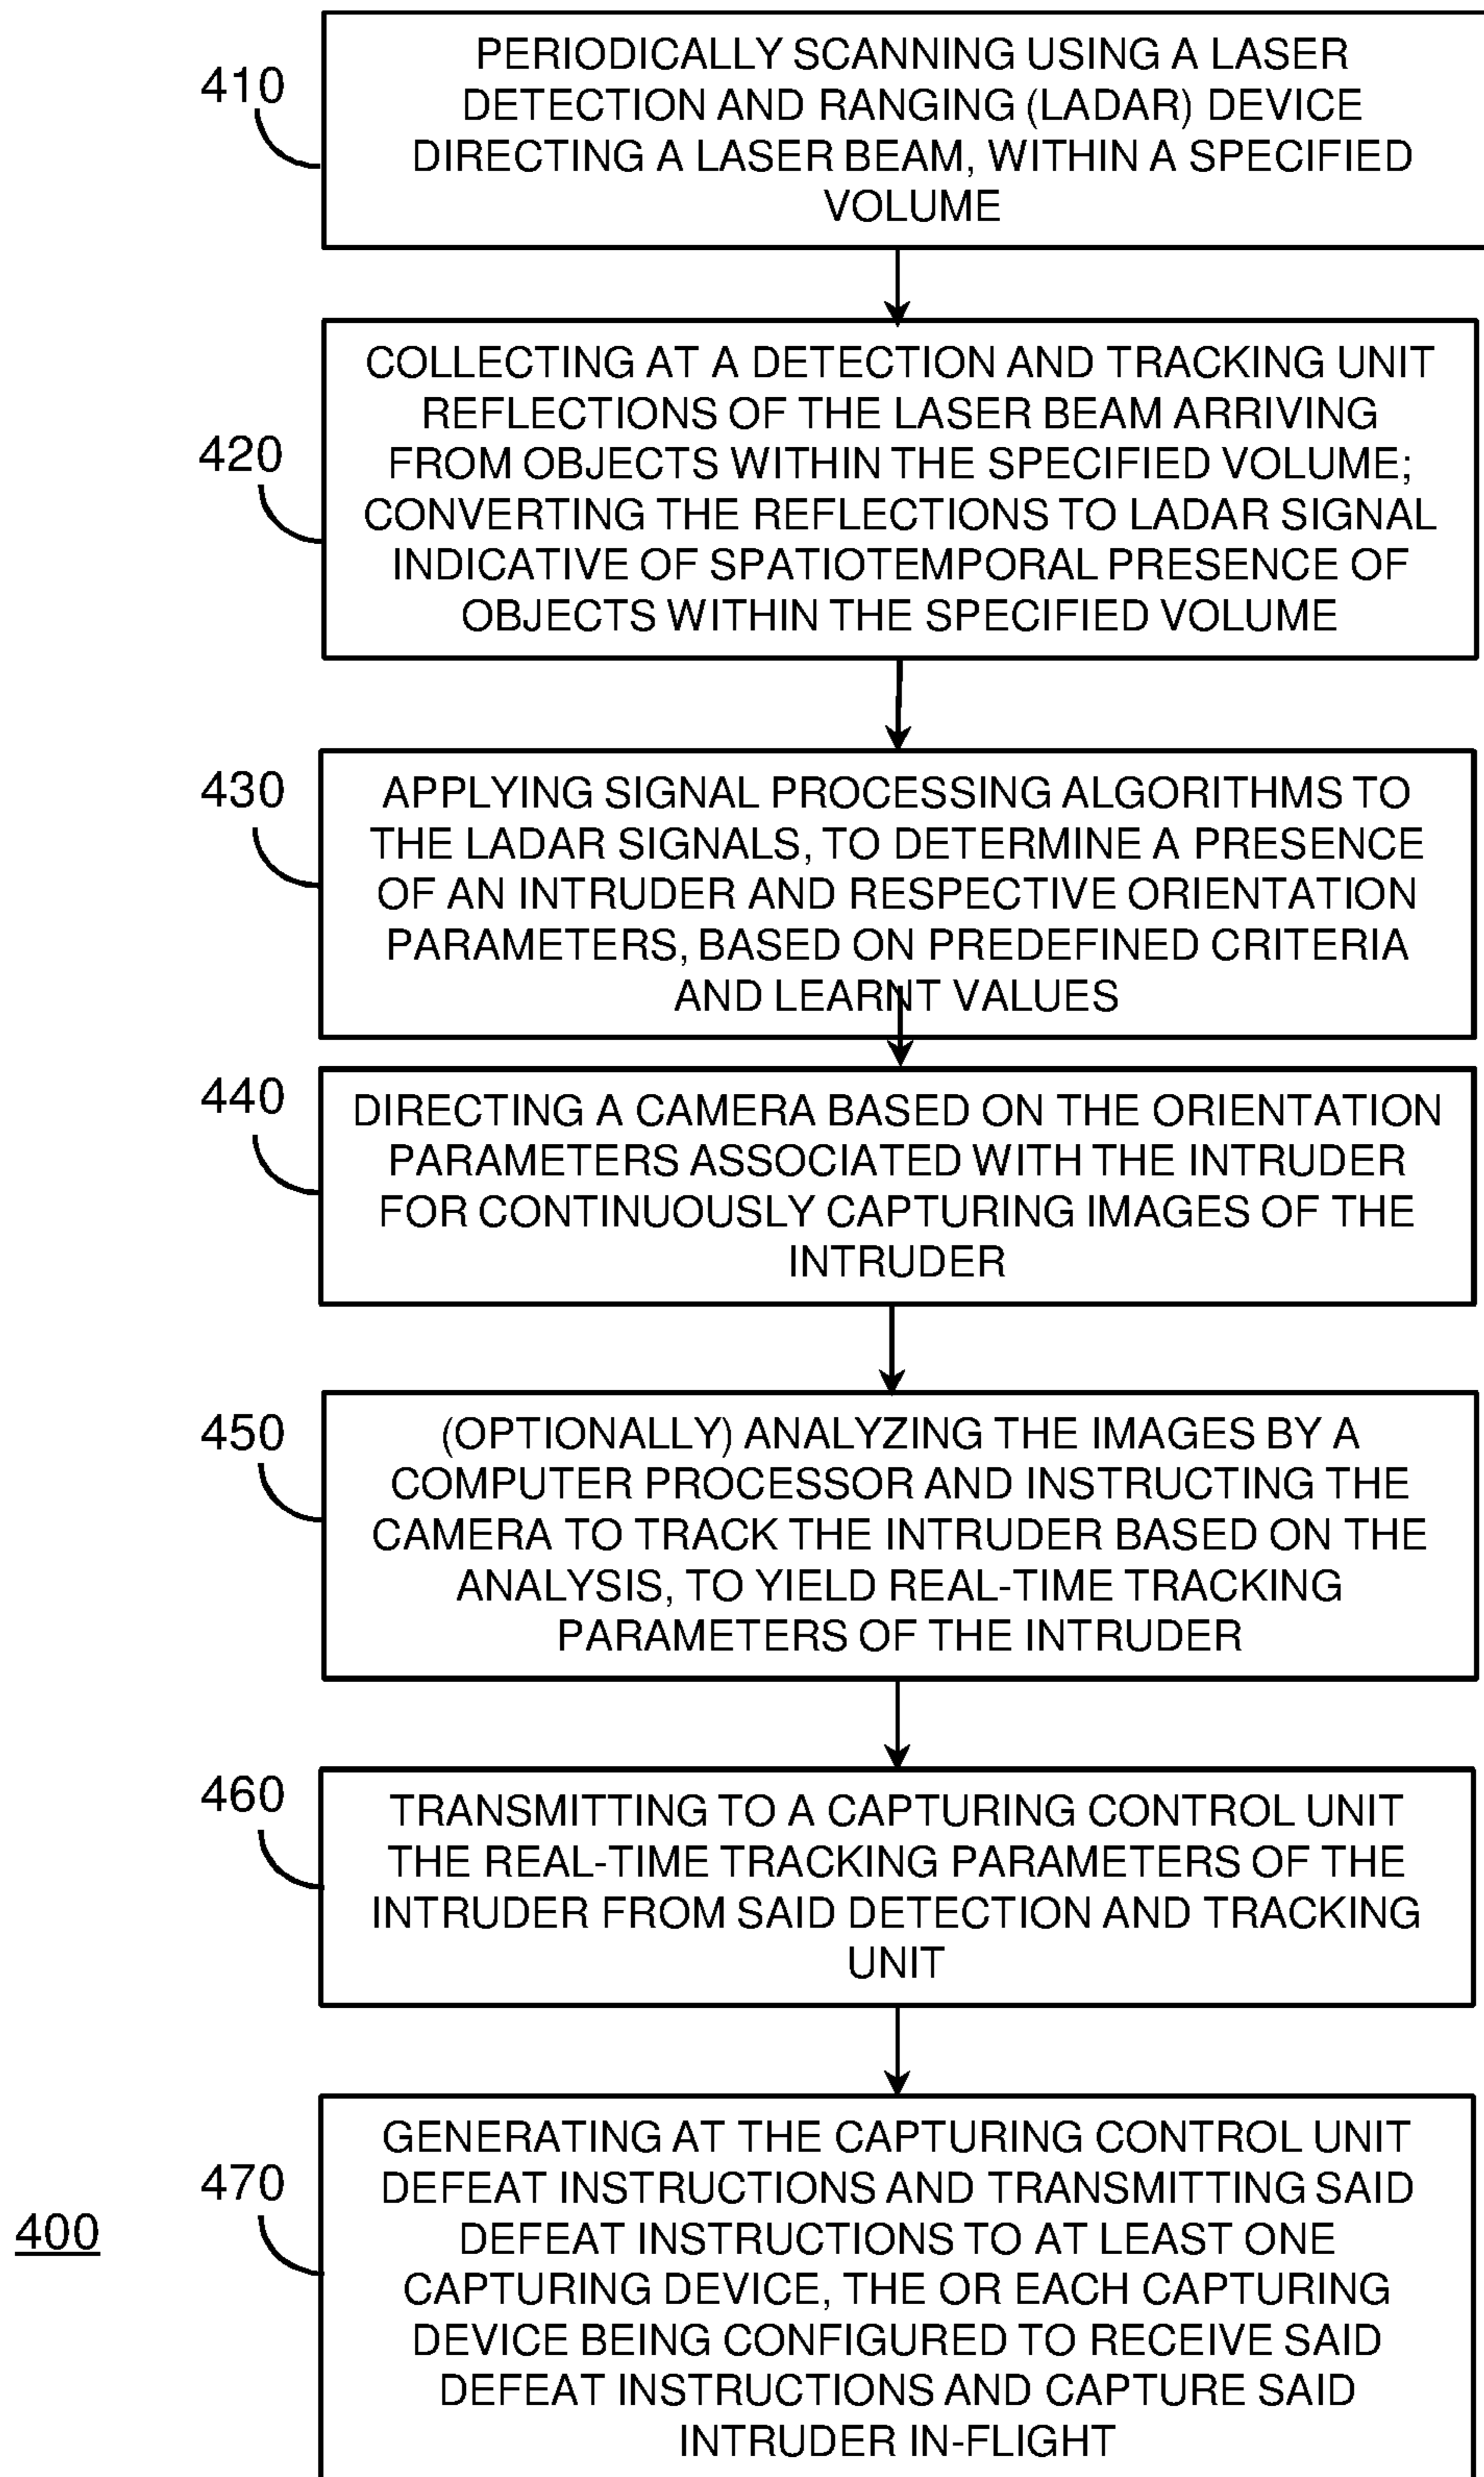 410
PERIODICALLY SCANNING USING A LASER
DETECTION AND RANGING (LADAR) DEVICE
DIRECTING A LASER BEAM, WITHIN A SPECIFIED
VOLUME
420
COLLECTING AT A DETECTION AND TRACKING UNIT
REFLECTIONS OF THE LASER BEAM ARRIVING
FROM OBJECTS WITHIN THE SPECIFIED VOLUME;
CONVERTING THE REFLECTIONS TO LADAR SIGNAL
INDICATIVE OF SPATIOTEMPORAL PRESENCE OF
OBJECTS WITHIN THE SPECIFIED VOLUME
430
APPLYING SIGNAL PROCESSING ALGORITHMS TO
THE LADAR SIGNALS, TO DETERMINE A PRESENCE
OF AN INTRUDER AND RESPECTIVE ORIENTATION
PARAMETERS, BASED ON PREDEFINED CRITERIA
AND LEARNT VALUES
440
DIRECTING A CAMERA BASED ON THE ORIENTATION
PARAMETERS ASSOCIATED WITH THE INTRUDER
FOR CONTINUOUSLY CAPTURING IMAGES OF THE
INTRUDER
450
(OPTIONALLY) ANALYZING THE IMAGES BY A
COMPUTER PROCESSOR AND INSTRUCTING THE
CAMERA TO TRACK THE INTRUDER BASED ON THE
ANALYSIS, TO YIELD REAL-TIME TRACKING
PARAMETERS OF THE INTRUDER
460
TRANSMITTING TO A CAPTURING CONTROL UNIT
THE REAL-TIME TRACKING PARAMETERS OF THE
INTRUDER FROM SAID DETECTION AND TRACKING
UNIT
470
GENERATING AT THE CAPTURING CONTROL UNIT
DEFEAT INSTRUCTIONS AND TRANSMITTING SAID
DEFEAT INSTRUCTIONS TO AT LEAST ONE
CAPTURING DEVICE, THE OR EACH CAPTURING
DEVICE BEING CONFIGURED TO RECEIVE SAID
DEFEAT INSTRUCTIONS AND CAPTURE SAID
INTRUDER IN-FLIGHT
400